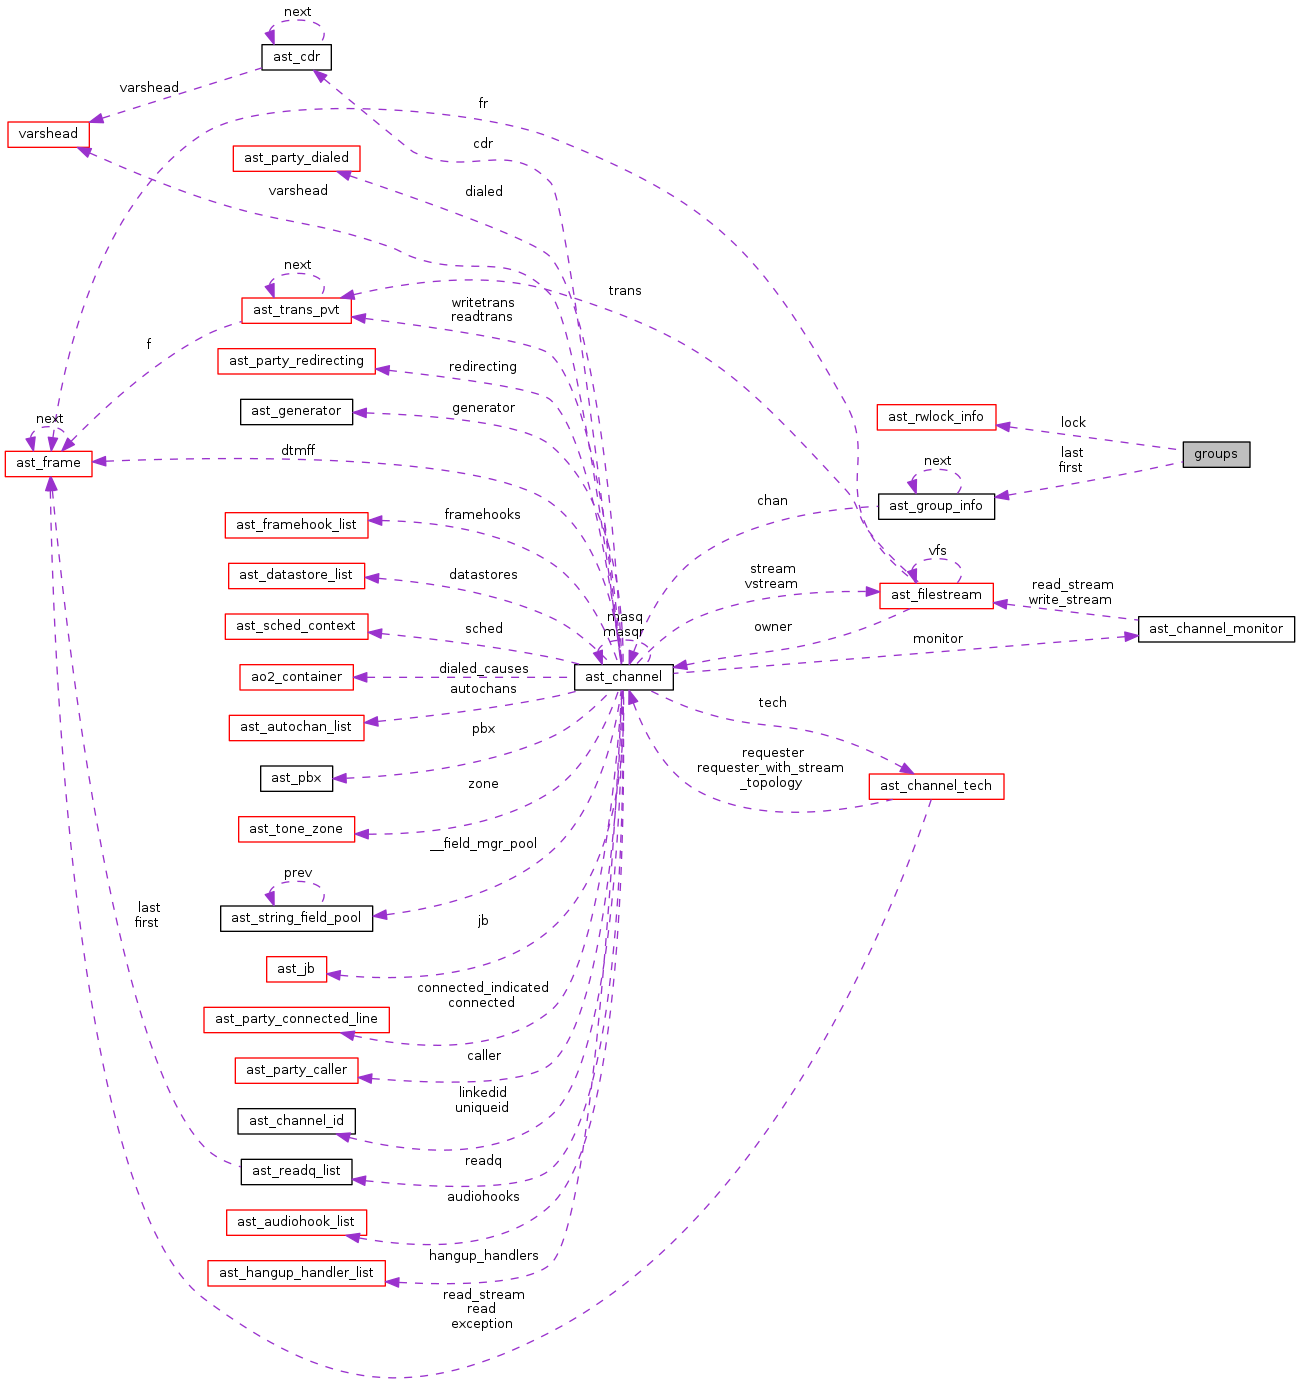 next
ast_cdr
varshead
fr
varshead
cdr
ast_party_dialed
varshead
dialed
next
trans
ast_trans_pvt
writetrans
readtrans
f
ast_party_redirecting
redirecting
ast_generator
generator
ast_rwlock_info
lock
next
dtmff
last
first
groups
ast_frame
next
ast_group_info
chan
ast_framehook_list
framehooks
vfs
ast_datastore_list
datastores
stream
vstream
ast_filestream
read_stream
write_stream
ast_sched_context
sched
masq
masqr
owner
ast_channel_monitor
monitor
ao2_container
dialed_causes
ast_channel
autochans
ast_autochan_list
pbx
tech
ast_pbx
zone
requester
requester_with_stream
_topology
ast_channel_tech
ast_tone_zone
__field_mgr_pool
prev
ast_string_field_pool
last
first
jb
ast_jb
connected_indicated
connected
ast_party_connected_line
caller
ast_party_caller
linkedid
uniqueid
ast_channel_id
readq
ast_readq_list
audiohooks
ast_audiohook_list
hangup_handlers
ast_hangup_handler_list
read_stream
read
exception